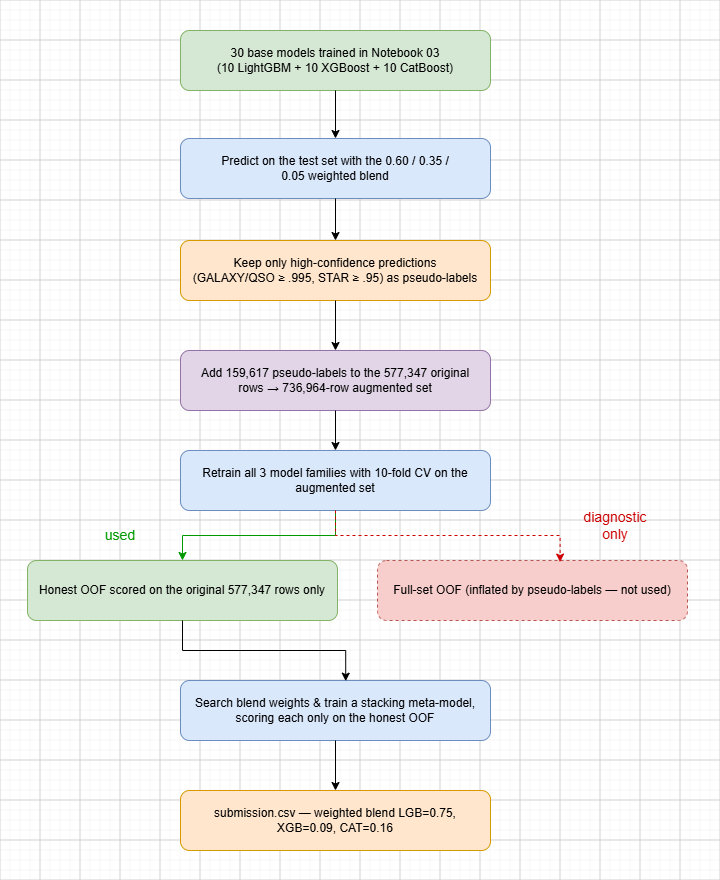 30 base models trained in Notebook 03
(10 LightGBM + 10 XGBoost + 10 CatBoost)
Predict on the test set with the 0.60 / 0.35 /
0.05 weighted blend
Keep only high-confidence predictions
(GALAXY/QSO ≥ .995, STAR ≥ .95) as pseudo-labels
Add 159,617 pseudo-labels to the 577,347 original
rows → 736,964-row augmented set
Retrain all 3 model families with 10-fold CV on the
augmented set
used
diagnostic
only
Honest OOF scored on the original 577,347 rows only
Full-set OOF (inflated by pseudo-labels — not used)
Search blend weights & train a stacking meta-model,
scoring each only on the honest OOF
submission.csv — weighted blend LGB=0.75,
XGB=0.09, CAT=0.16